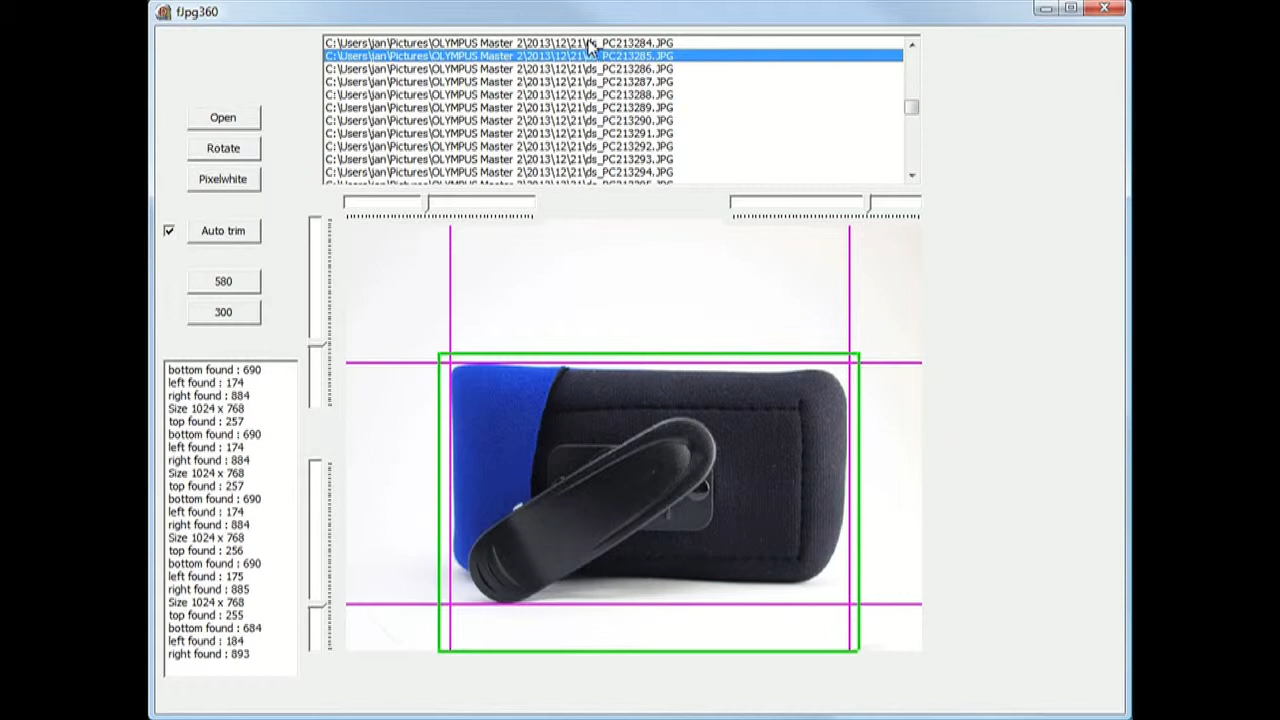 fJpg360
C:\Users\jan\Pictures\OLYMPUS Master 2\2013\12\21\ds_PC213284.JPG
C:\Users\jan\Pictures\OLYMPUS Master 2\2013\12\21\ds_PC213285.JPG
C:\Users\jan\Pictures\OLYMPUS Master 2\2013\12\21\ds_PC213286.JPG
C:\Users\jan\Pictures\OLYMPUS Master 2\2013\12\21\ds_PC213287.JPG
C:\Users\jan\Pictures\OLYMPUS Master 2\2013\12\21\ds_PC213288.JPG
C:\Users\jan\Pictures\OLYMPUS Master 2\2013\12\21\ds_PC213289.JPG
C:\Users\jan\Pictures\OLYMPUS Master 2\2013\12\21\ds_PC213290.JPG
C:\Users\jan\Pictures\OLYMPUS Master 2\2013\12\21\ds_PC213291.JPG
C:\Users\jan\Pictures\OLYMPUS Master 2\2013\12\21\ds_PC213292.JPG
C:\Users\jan\Pictures\OLYMPUS Master 2\2013\12\21\ds_PC213293.JPG
C:\Users\jan\Pictures\OLYMPUS Master 2\2013\12\21\ds_PC213294.JPG
Open
Rotate
Pixelwhite
Auto trim
580
300
bottom found : 690
left found : 174
right found : 884
Size 1024 x 768
top found : 257
bottom found : 690
left found : 174
right found : 884
Size 1024 x 768
top found : 257
bottom found : 690
left found : 174
right found : 884
Size 1024 x 768
top found : 256
bottom found : 690
left found : 175
right found : 885
Size 1024 x 768
top found : 255
bottom found : 684
left found : 184
right found : 893